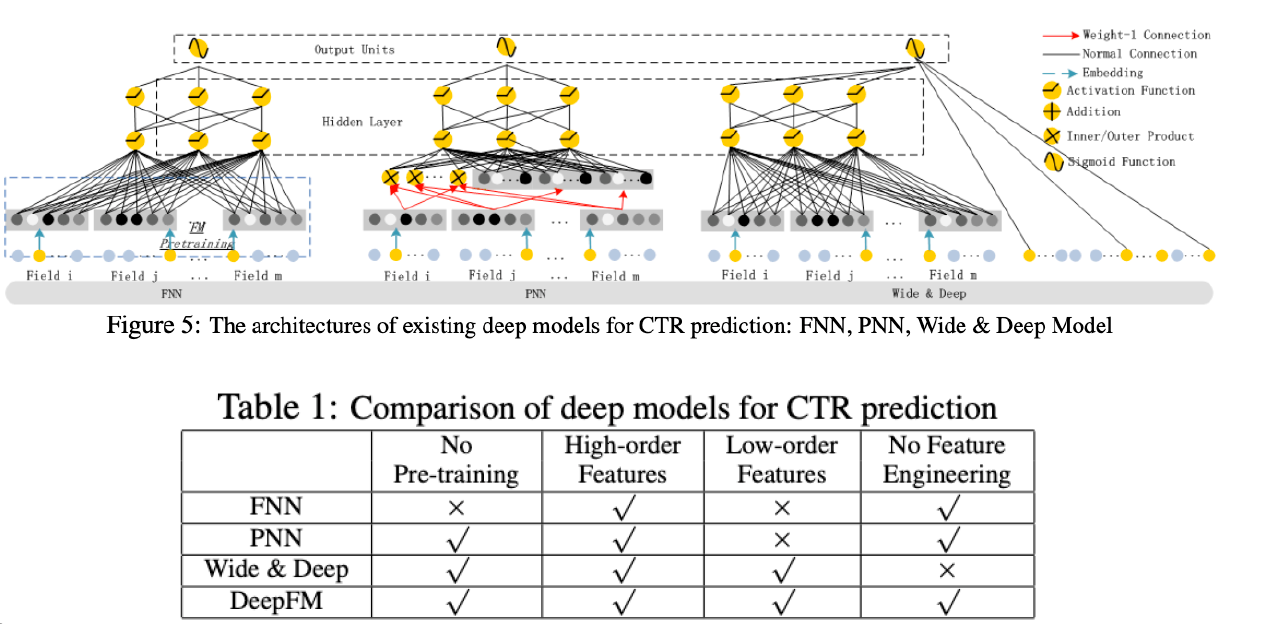 Output Units
Hidden Layer
Weight-1 Connection
Normal Connection
Embedding
Activation Function
Addition
Inner/Outer Product
Sigmoid Function
FM
Pretraining
Field i Field j ... Field m
Field i Field j ... Field m
Field i Field j ... Field m
FNN PNN Wide & Deep
Figure 5: The architectures of existing deep models for CTR prediction: FNN, PNN, Wide & Deep Model
Table 1: Comparison of deep models for CTR prediction
No Pre-training High-order Features Low-order Features No Feature Engineering
FNN × √ × √
PNN √ √ × √
Wide & Deep √ √ √ ×
DeepFM √ √ √ √